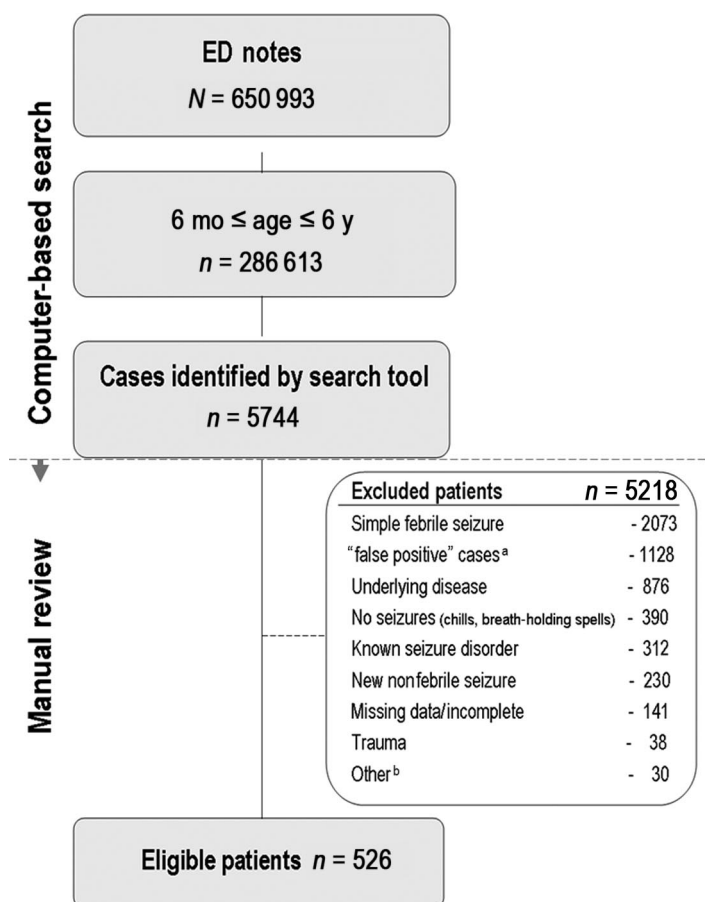 Computer-based search
ED notes
N = 650 993
6 mo ≤ age ≤ 6 y
n = 286 613
Cases identified by search tool
n = 5744
Manual review
Excluded patients n = 5218
Simple febrile seizure - 2073
“false positive” cases a - 1128
Underlying disease - 876
No seizures (chills, breath-holding spells) - 390
Known seizure disorder - 312
New nonfebrile seizure - 230
Missing data/incomplete - 141
Trauma - 38
Other b - 30
Eligible patients n = 526